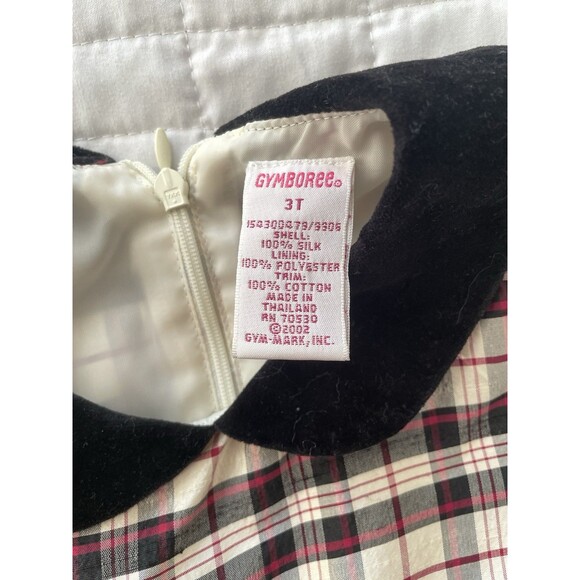 GYMBOREE
3T
154300479/9906
SHELL:
100% SILK
LINING:
100% POLYESTER
TRIM:
100% COTTON
MADE IN
THAILAND
RN 70530
©2002
GYM-MARK, INC.